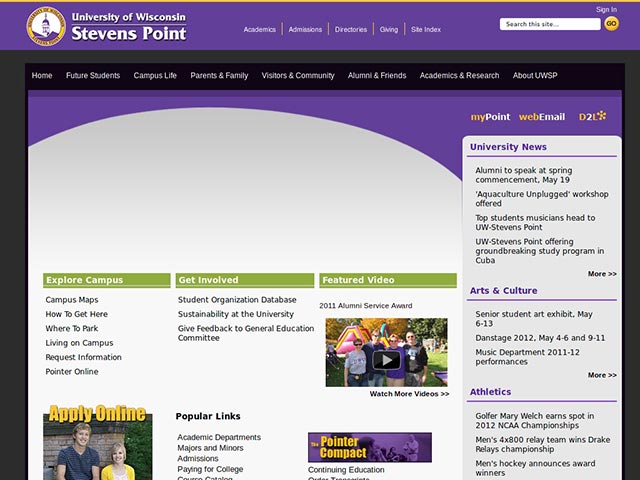 University of Wisconsin
Stevens Point
Academics
Admissions
Directories
Giving
Site Index
Sign In
Search this site...
GO
Home
Future Students
Campus Life
Parents & Family
Visitors & Community
Alumni & Friends
Academics & Research
About UWSP
myPoint
webEmail
D2L
University News
Alumni to speak at spring
commencement, May 19
'Aquaculture Unplugged' workshop
offered
Top students musicians head to
UW-Stevens Point
UW-Stevens Point offering
groundbreaking study program in
Cuba
More >>
Arts & Culture
Senior student art exhibit, May
6-13
Danstage 2012, May 4-6 and 9-11
Music Department 2011-12
performances
More >>
Athletics
Golfer Mary Welch earns spot in
2012 NCAA Championships
Men's 4x800 relay team wins Drake
Relays championship
Men's hockey announces award
winners
Explore Campus
Campus Maps
How To Get Here
Where To Park
Living on Campus
Request Information
Pointer Online
Get Involved
Student Organization Database
Sustainability at the University
Give Feedback to General Education
Committee
Featured Video
2011 Alumni Service Award
Watch More Videos >>
Apply Online
Popular Links
Academic Departments
Majors and Minors
Admissions
Paying for College
Course Catalog
The Pointer
Compact
Continuing Education
Order Transcripts